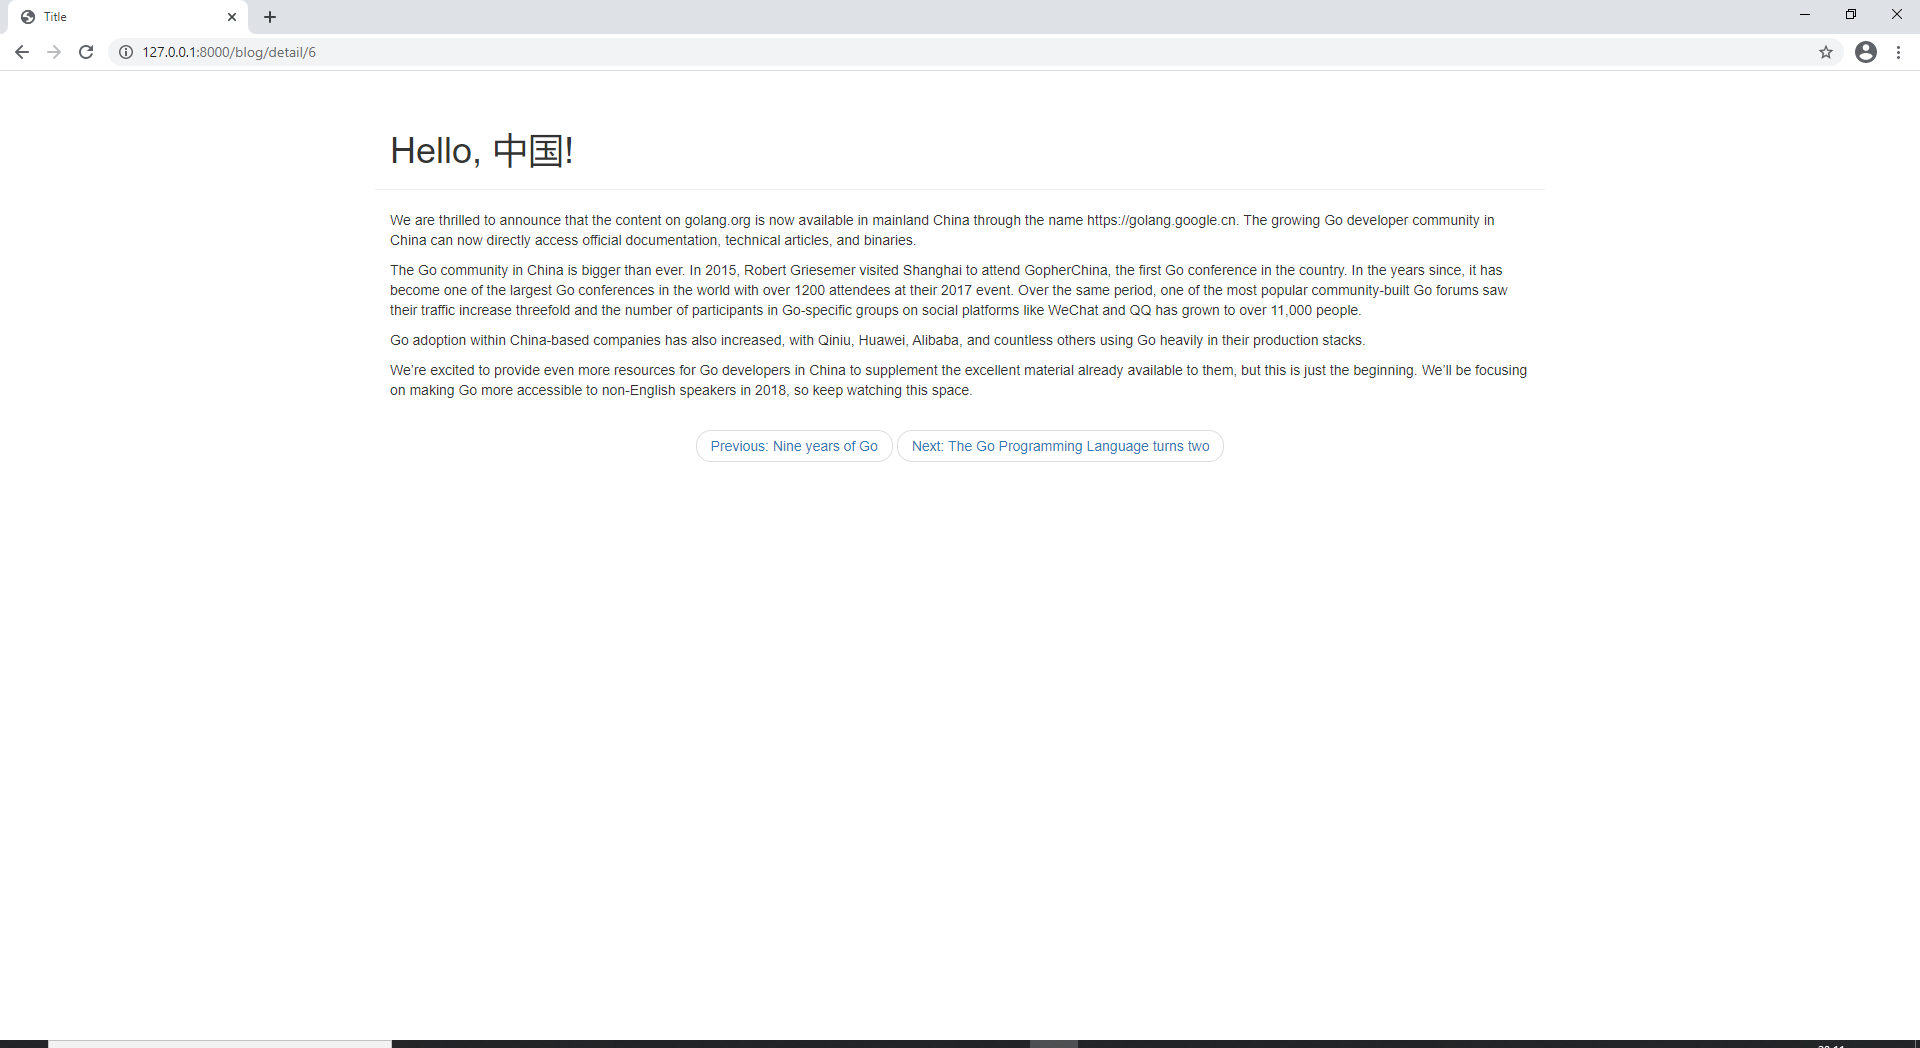 Title
127.0.0.1:8000/blog/detail/6
Hello, 中国!
We are thrilled to announce that the content on golang.org is now available in mainland China through the name https://golang.google.cn. The growing Go developer community in
China can now directly access official documentation, technical articles, and binaries.
The Go community in China is bigger than ever. In 2015, Robert Griesemer visited Shanghai to attend GopherChina, the first Go conference in the country. In the years since, it has
become one of the largest Go conferences in the world with over 1200 attendees at their 2017 event. Over the same period, one of the most popular community-built Go forums saw
their traffic increase threefold and the number of participants in Go-specific groups on social platforms like WeChat and QQ has grown to over 11,000 people.
Go adoption within China-based companies has also increased, with Qiniu, Huawei, Alibaba, and countless others using Go heavily in their production stacks.
We’re excited to provide even more resources for Go developers in China to supplement the excellent material already available to them, but this is just the beginning. We’ll be focusing
on making Go more accessible to non-English speakers in 2018, so keep watching this space.
Previous: Nine years of Go
Next: The Go Programming Language turns two